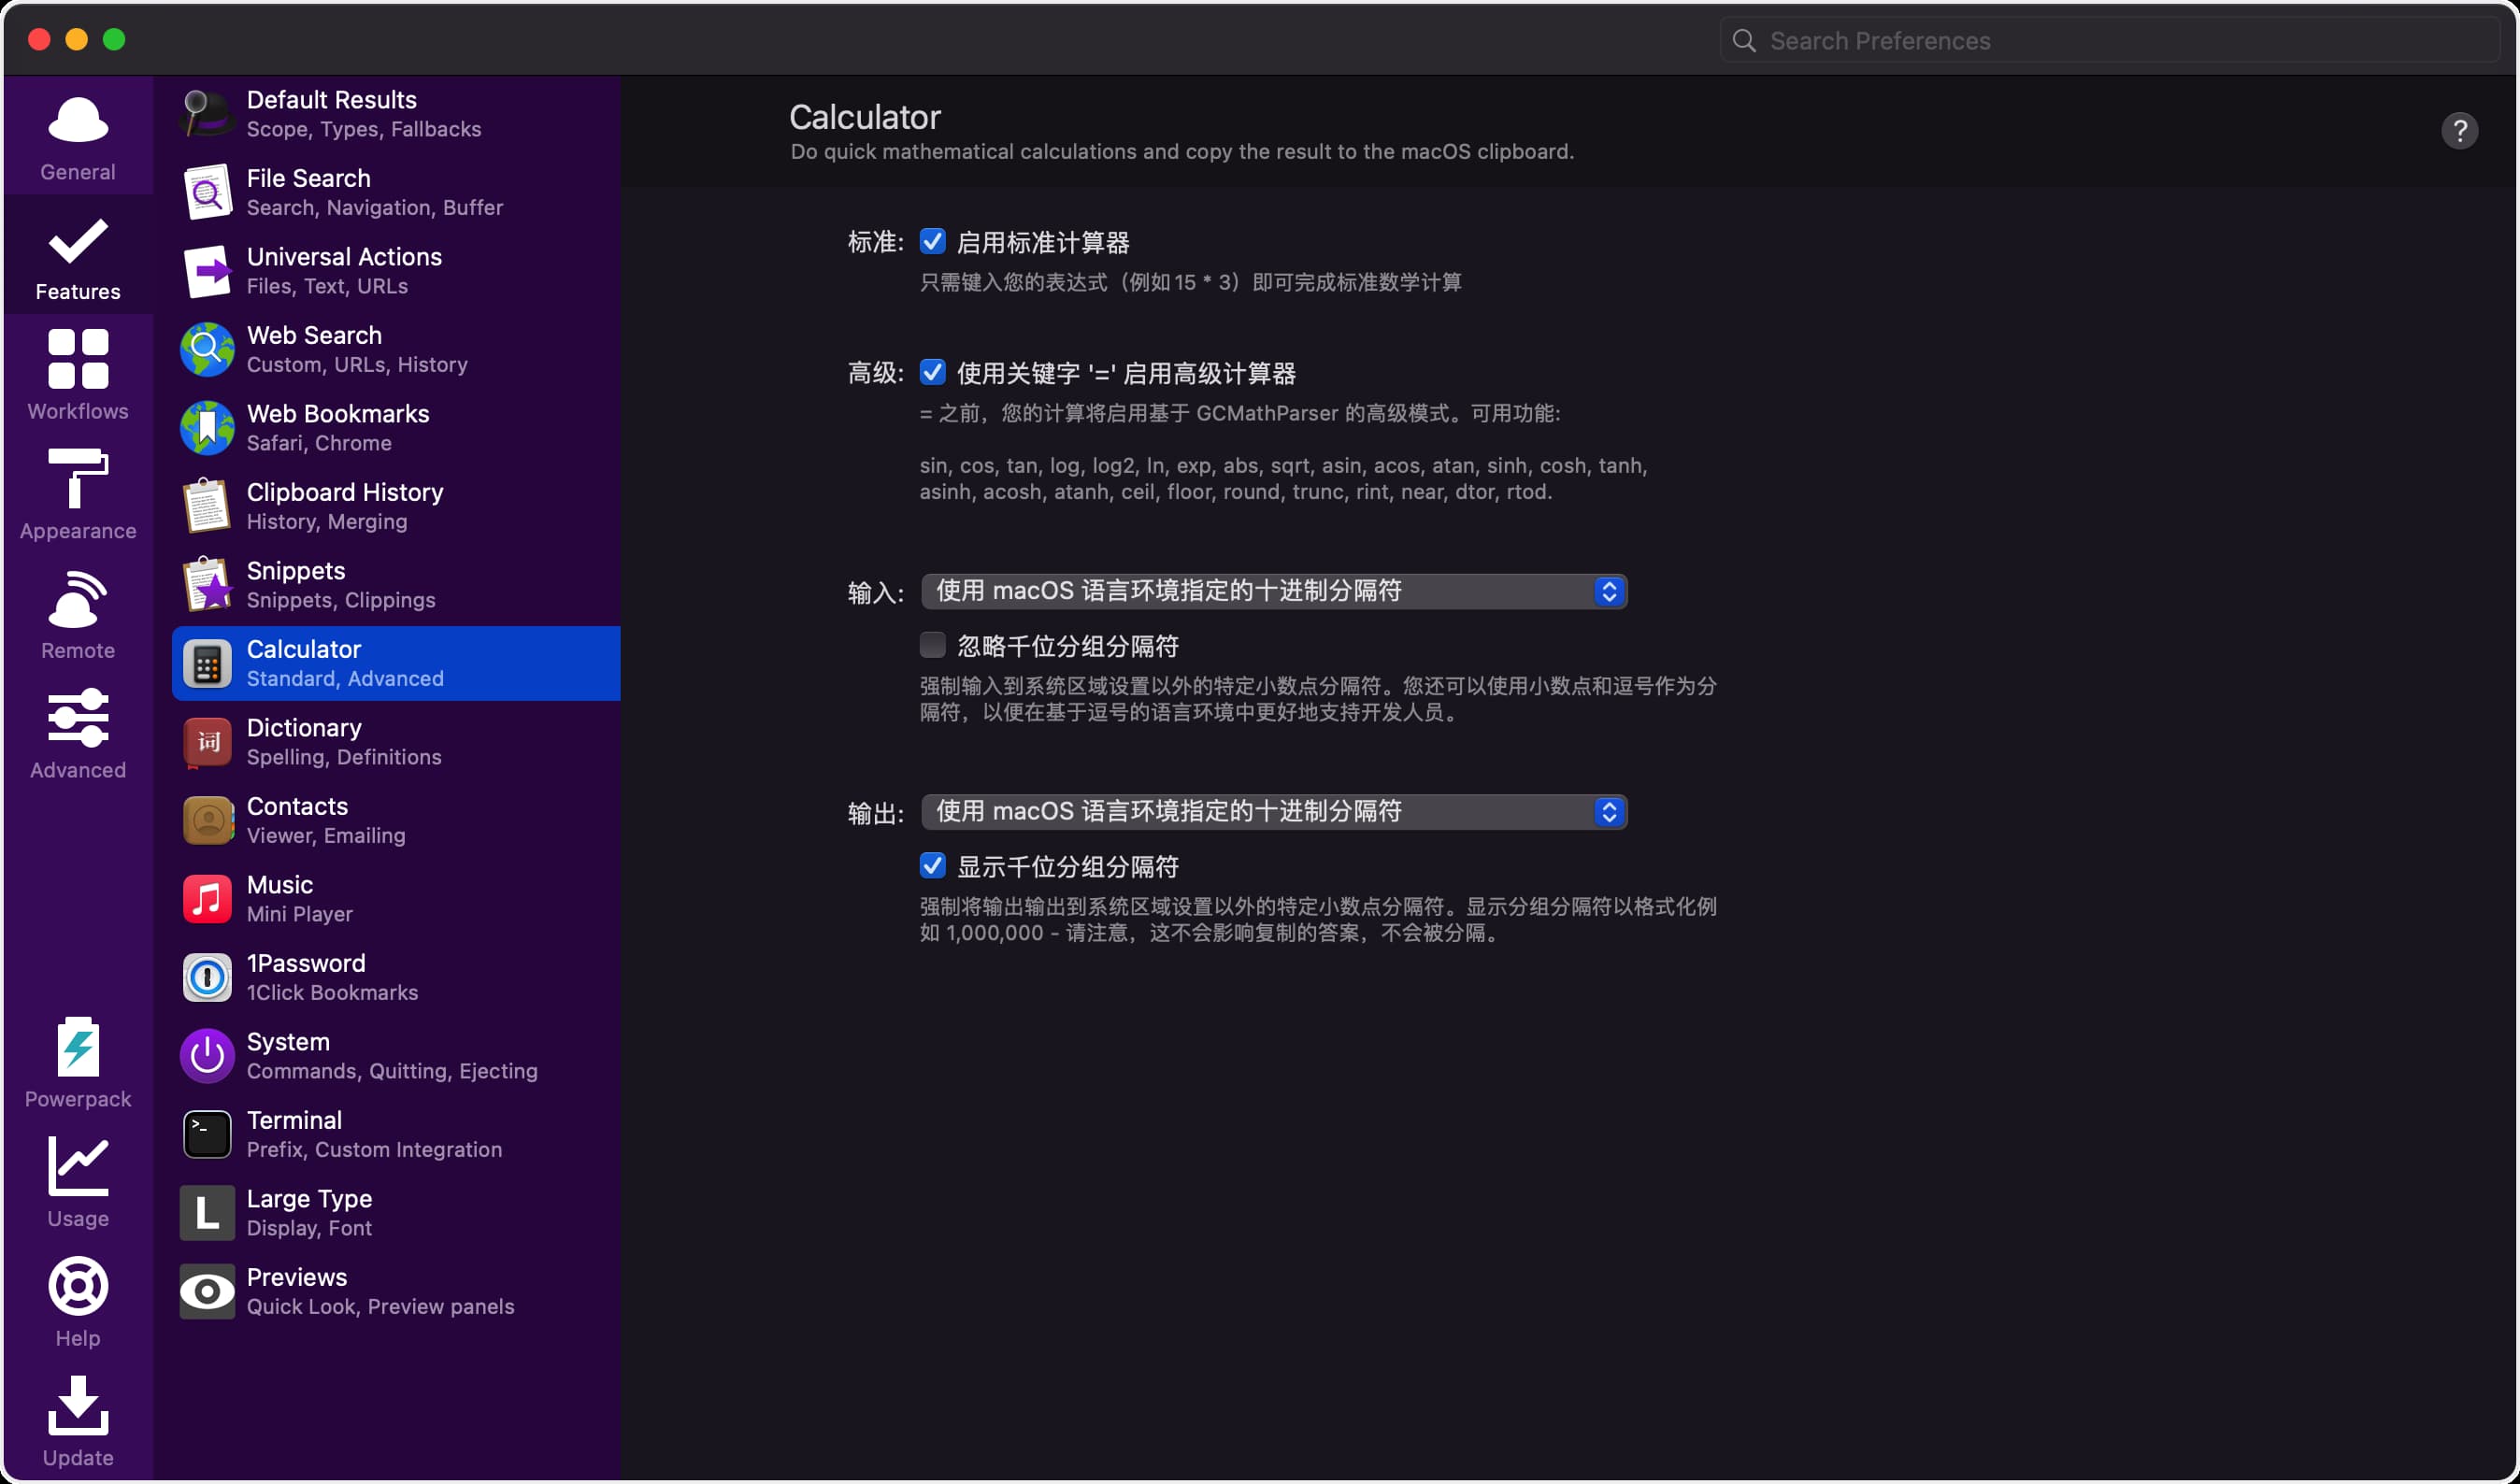 Search Preferences
General
Features
Workflows
Appearance
Remote
Advanced
Powerpack
Usage
Help
Update
Default Results
Scope, Types, Fallbacks
File Search
Search, Navigation, Buffer
Universal Actions
Files, Text, URLs
Web Search
Custom, URLs, History
Web Bookmarks
Safari, Chrome
Clipboard History
History, Merging
Snippets
Snippets, Clippings
Calculator
Standard, Advanced
词
Dictionary
Spelling, Definitions
Contacts
Viewer, Emailing
Music
Mini Player
1Password
1Click Bookmarks
System
Commands, Quitting, Ejecting
>_
Terminal
Prefix, Custom Integration
L
Large Type
Display, Font
Previews
Quick Look, Preview panels
Calculator
Do quick mathematical calculations and copy the result to the macOS clipboard.
?
标准: 启用标准计算器
只需键入您的表达式（例如 15 * 3）即可完成标准数学计算
高级: 使用关键字 '=' 启用高级计算器
= 之前，您的计算将启用基于 GCMathParser 的高级模式。可用功能:
sin, cos, tan, log, log2, ln, exp, abs, sqrt, asin, acos, atan, sinh, cosh, tanh,
asinh, acosh, atanh, ceil, floor, round, trunc, rint, near, dtor, rtod.
输入: 使用 macOS 语言环境指定的十进制分隔符
忽略千位分组分隔符
强制输入到系统区域设置以外的特定小数点分隔符。您还可以使用小数点和逗号作为分
隔符，以便在基于逗号的语言环境中更好地支持开发人员。
输出: 使用 macOS 语言环境指定的十进制分隔符
显示千位分组分隔符
强制将输出输出到系统区域设置以外的特定小数点分隔符。显示分组分隔符以格式化例
如 1,000,000 - 请注意，这不会影响复制的答案，不会被分隔。